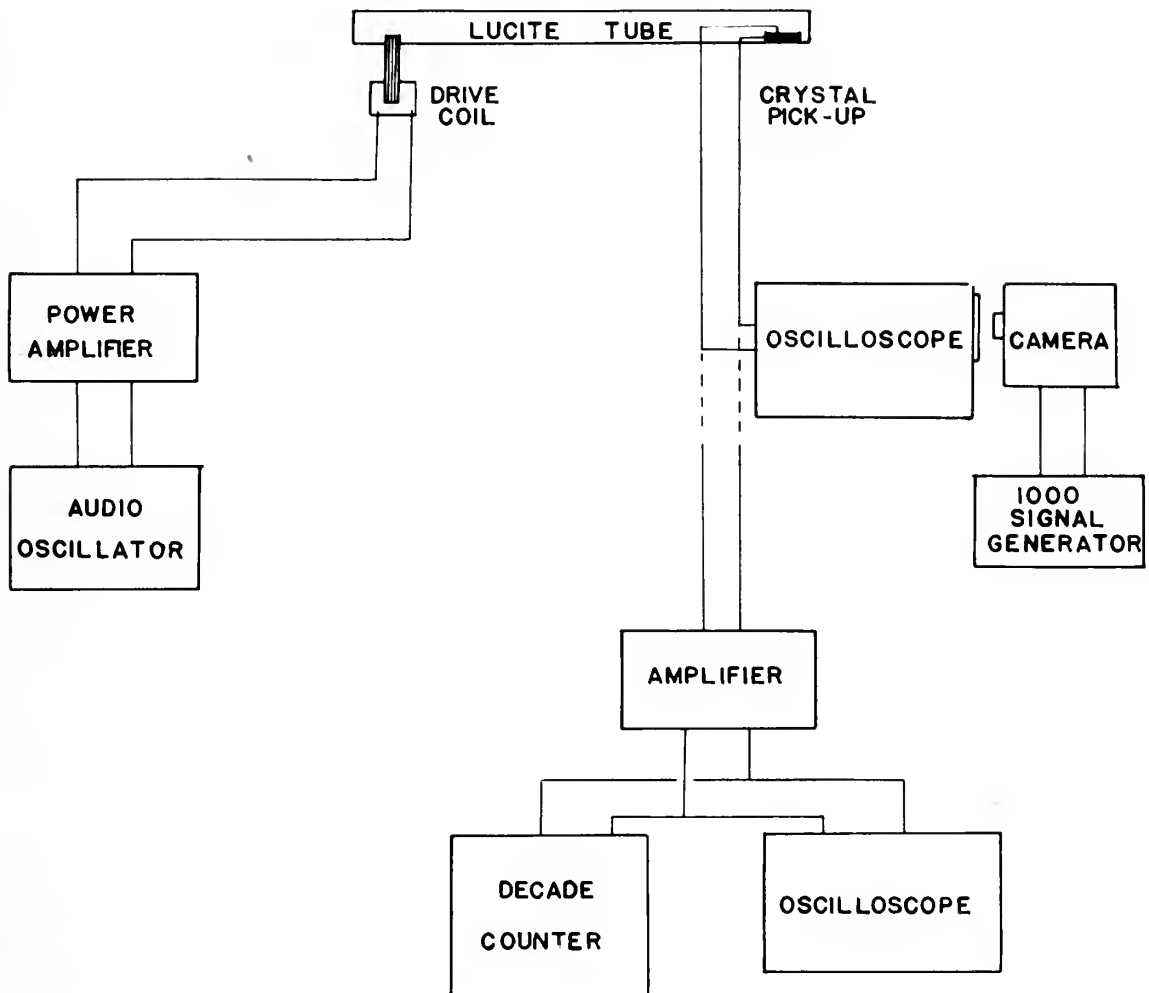 LUCITE TUBE
DRIVE
COIL
CRYSTAL
PICK-UP
POWER
AMPLIFIER
OSCILLOSCOPE
CAMERA
AUDIO
OSCILLATOR
1000
SIGNAL
GENERATOR
AMPLIFIER
DECADE
COUNTER
OSCILLOSCOPE